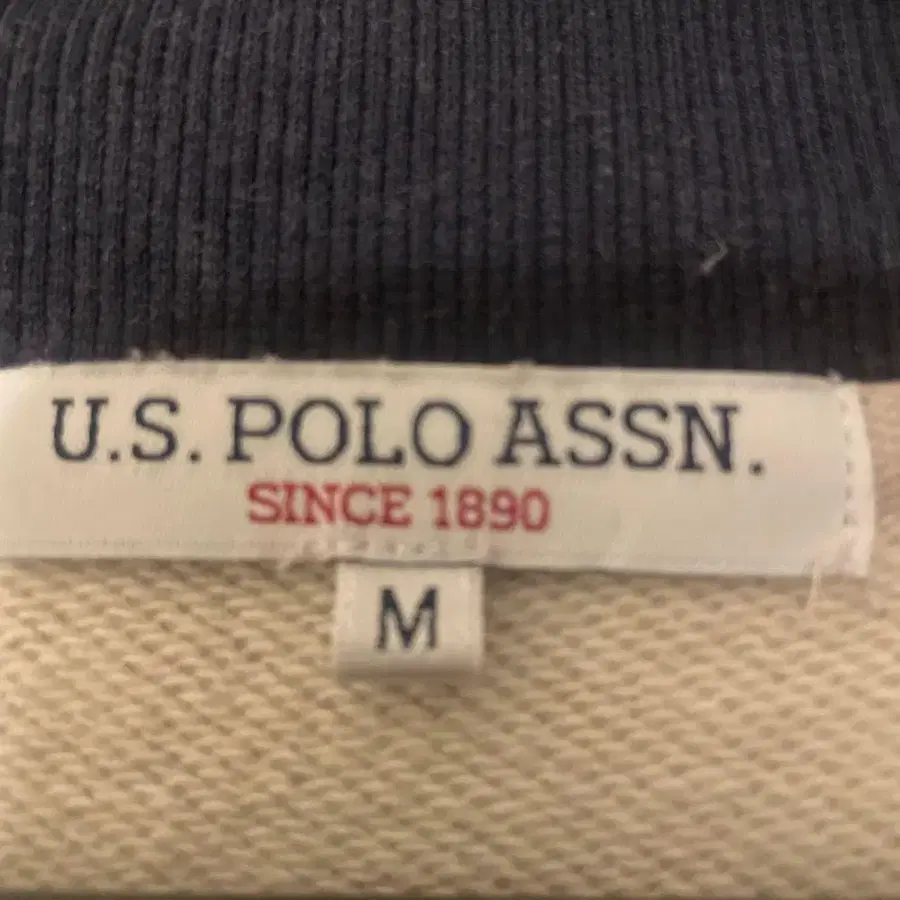 U.S. POLO ASSN.
SINCE 1890
M